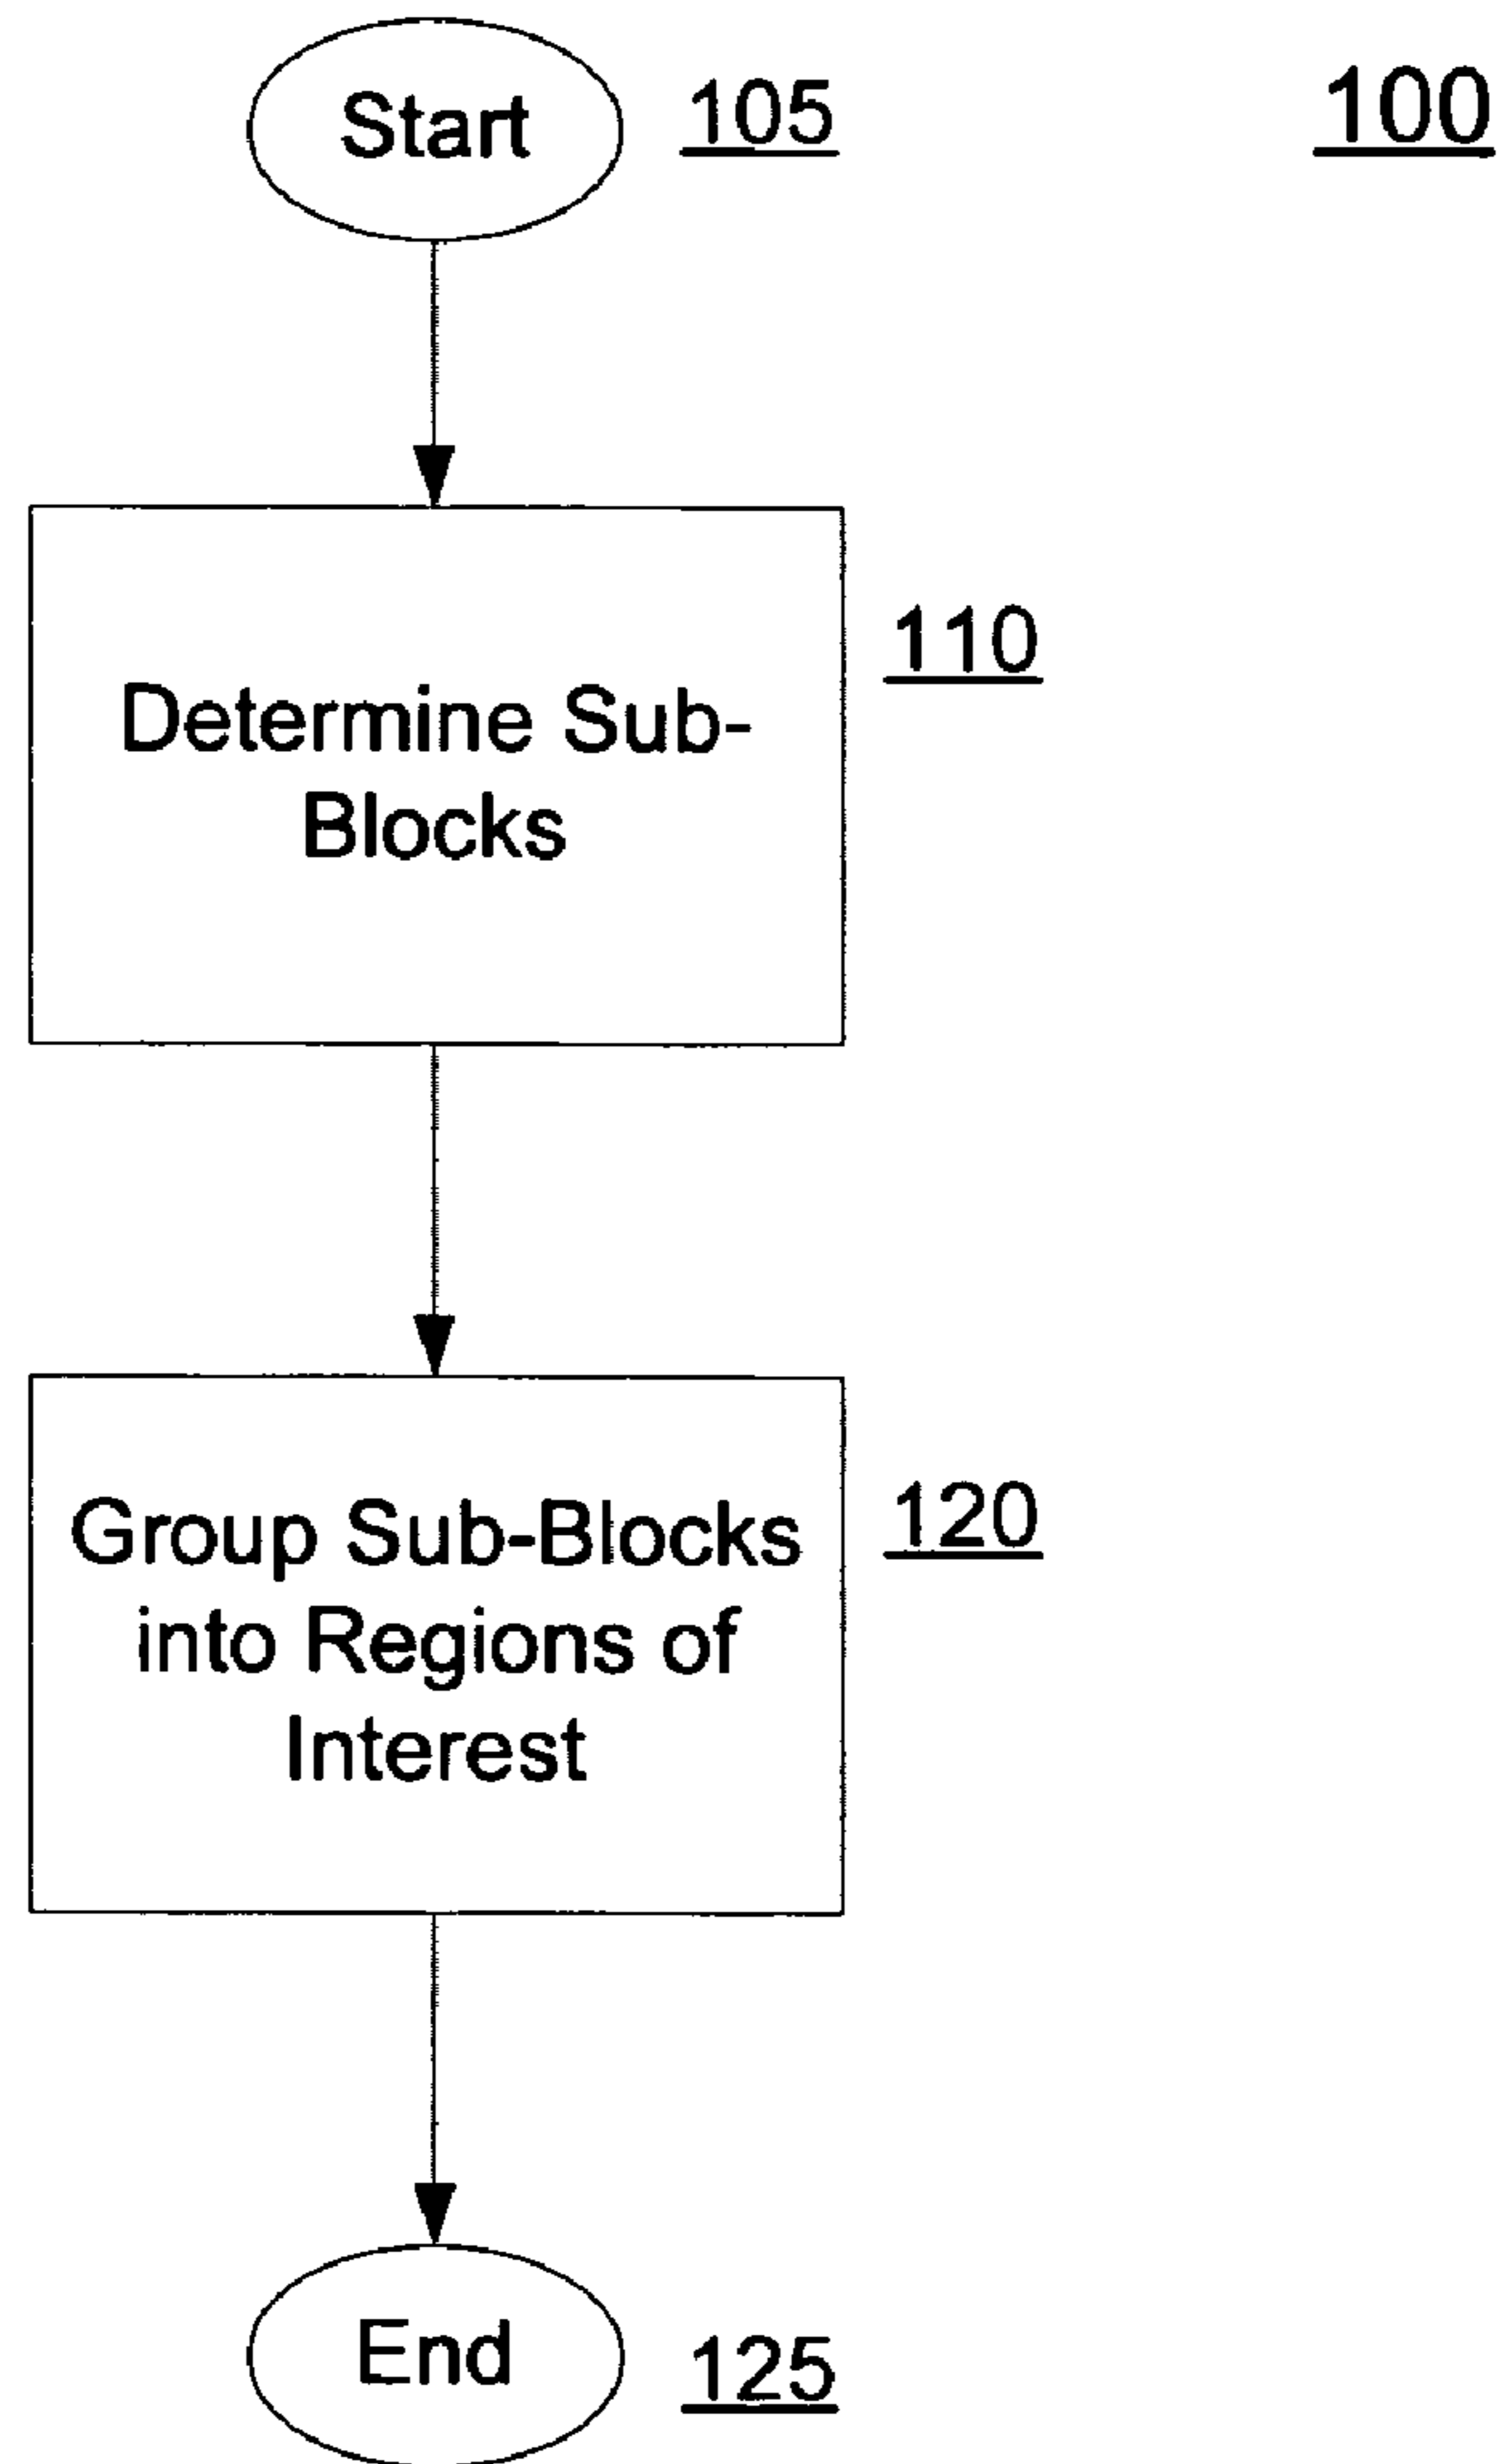 Start
105
100
Determine Sub-
Blocks
110
Group Sub-Blocks
into Regions of
Interest
120
End
125